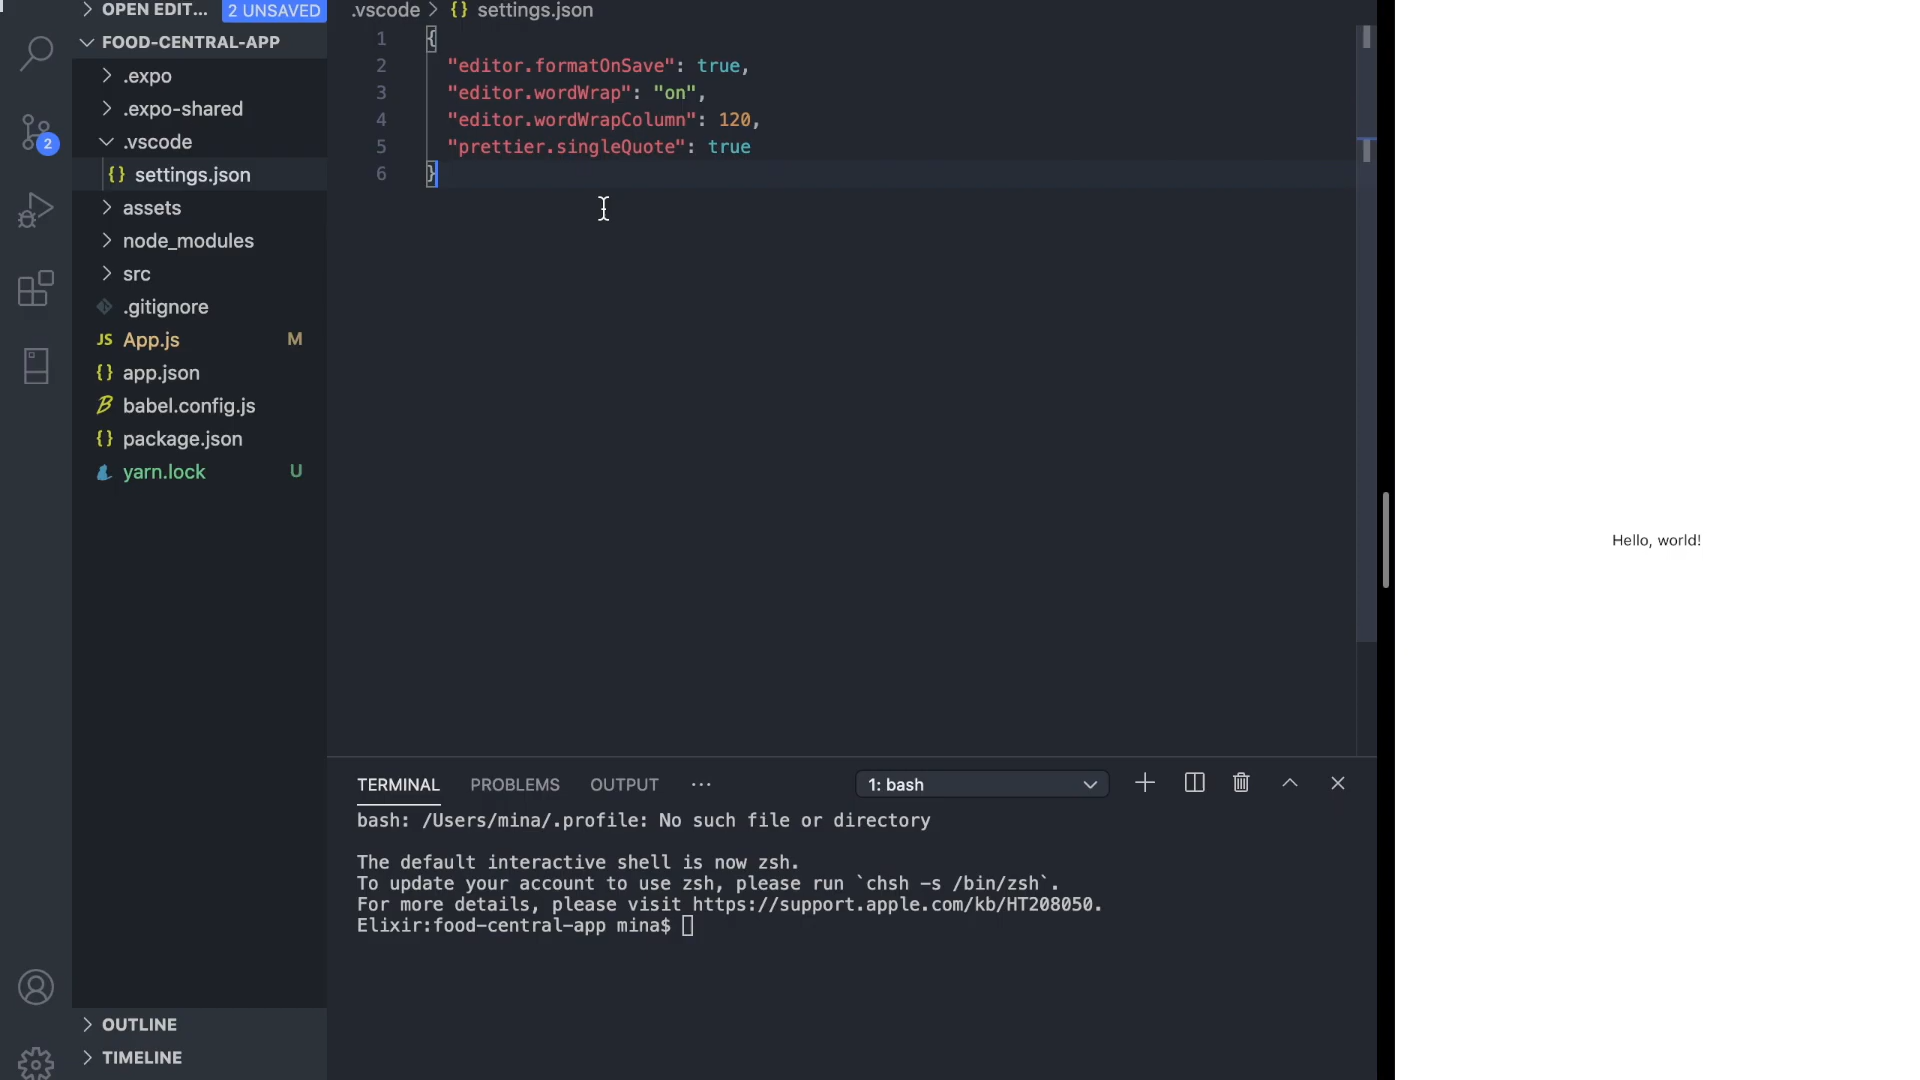 OPEN EDIT... 2 UNSAVED
FOOD-CENTRAL-APP
.expo
.expo-shared
.vscode
{} settings.json
assets
node_modules
src
.gitignore
JS App.js M
{} app.json
babel.config.js
{} package.json
yarn.lock U
OUTLINE
TIMELINE
2
.vscode > {} settings.json
1 {
2 "editor.formatOnSave": true,
3 "editor.wordWrap": "on",
4 "editor.wordWrapColumn": 120,
5 "prettier.singleQuote": true
6 }
TERMINAL PROBLEMS OUTPUT ... 1: bash
bash: /Users/mina/.profile: No such file or directory
The default interactive shell is now zsh.
To update your account to use zsh, please run `chsh -s /bin/zsh`.
For more details, please visit https://support.apple.com/kb/HT208050.
Elixir:food-central-app mina$
Hello, world!